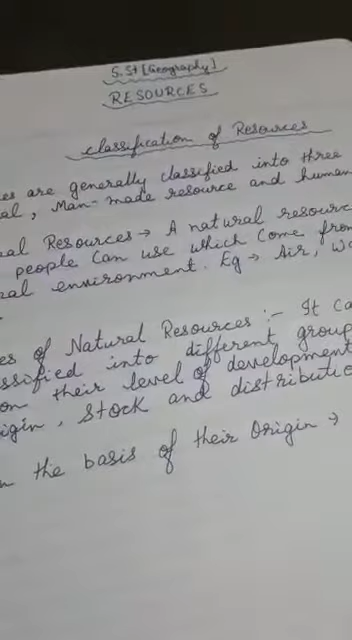 S.St [Geography]
RESOURCES
classification of Resources
es are generally classified into three
al, Man-made resource and human
al Resources → A natural resourc
people can use which come from
al environment. Eg → Air, Wa
es of Natural Resources :- It ca
ssified into different group
on their level of development
igin, Stock and distributio
n the basis of their Origin →